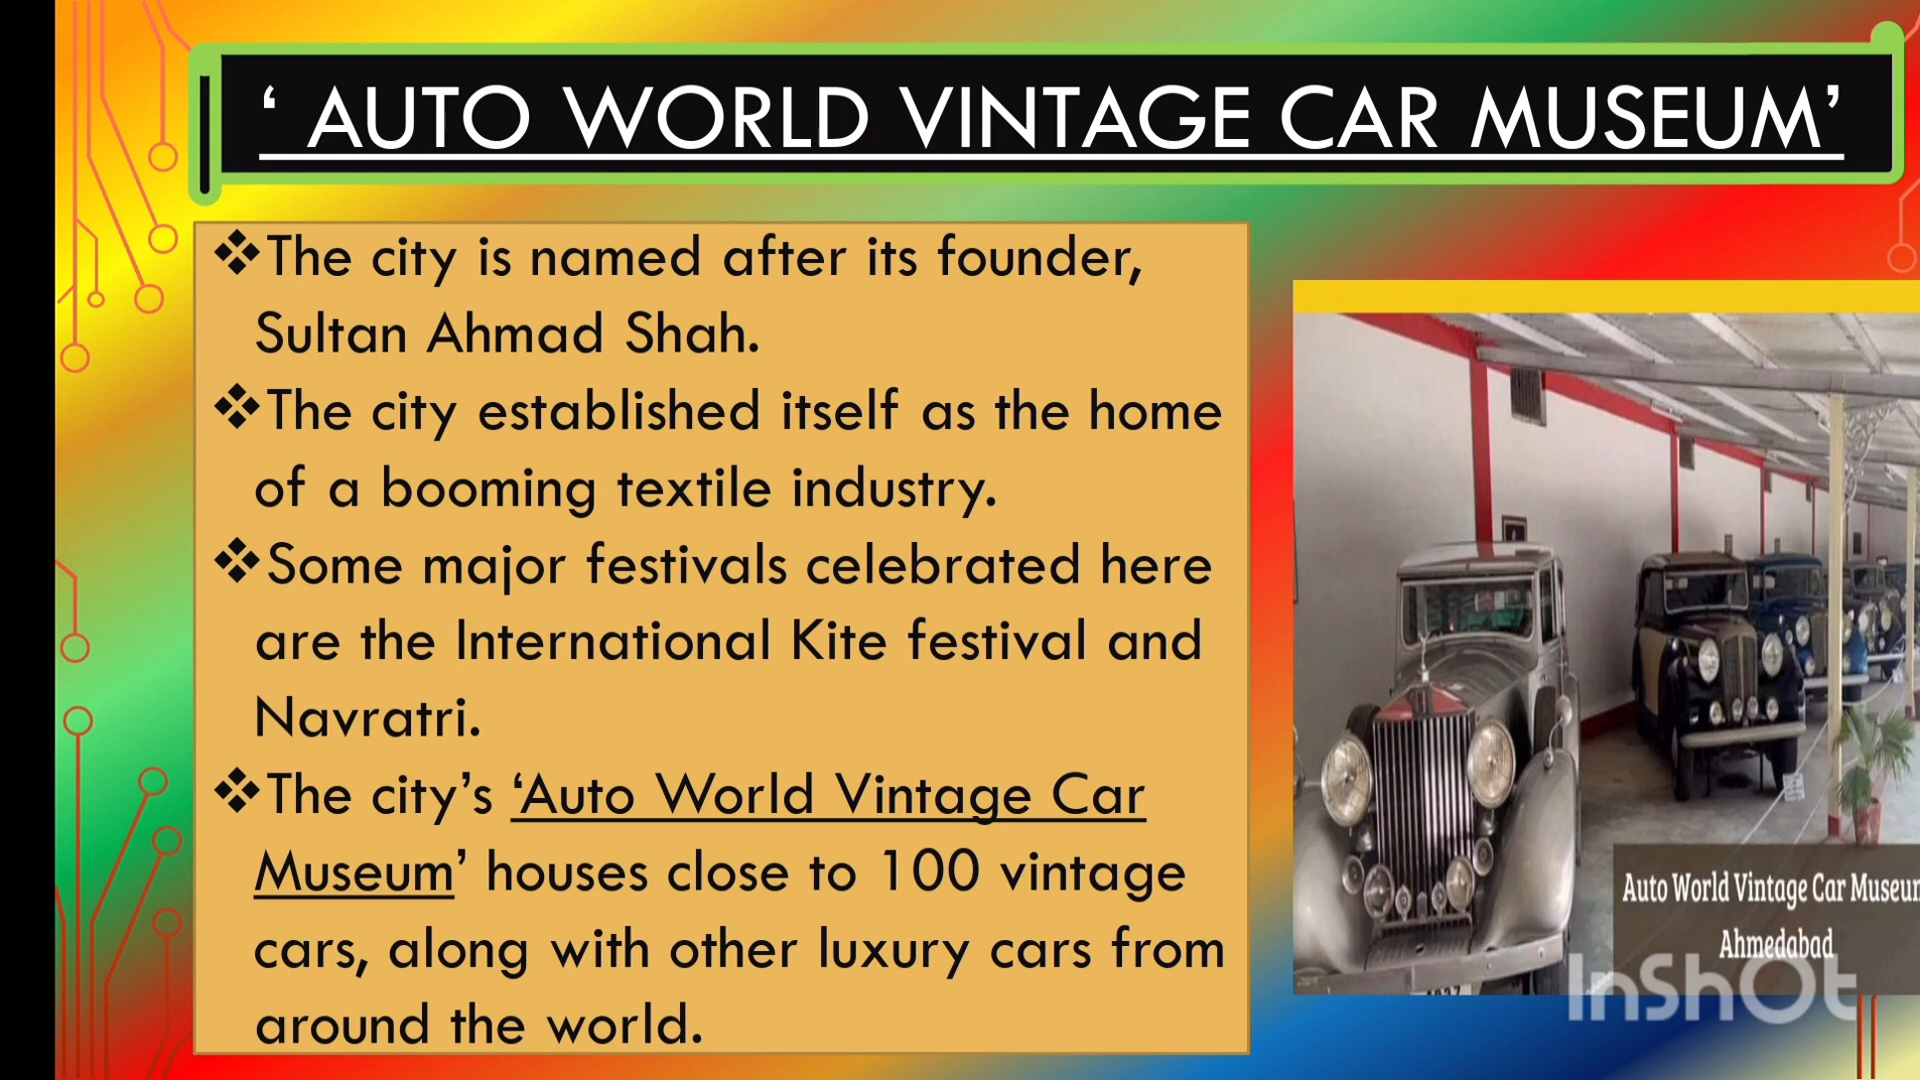 ‘ AUTO WORLD VINTAGE CAR MUSEUM’
❖The city is named after its founder,
Sultan Ahmad Shah.
❖The city established itself as the home
of a booming textile industry.
❖Some major festivals celebrated here
are the International Kite festival and
Navratri.
❖The city’s ‘Auto World Vintage Car
Museum’ houses close to 100 vintage
cars, along with other luxury cars from
around the world.
Auto World Vintage Car Museum
Ahmedabad
InShOt